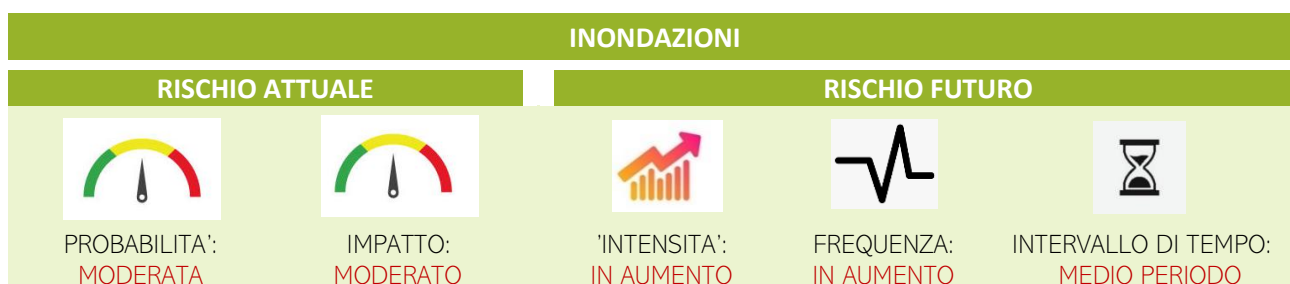 INONDAZIONI
RISCHIO ATTUALE
RISCHIO FUTURO
PROBABILITA':
MODERATA
IMPATTO:
MODERATO
'INTENSITA':
IN AUMENTO
FREQUENZA:
IN AUMENTO
INTERVALLO DI TEMPO:
MEDIO PERIODO